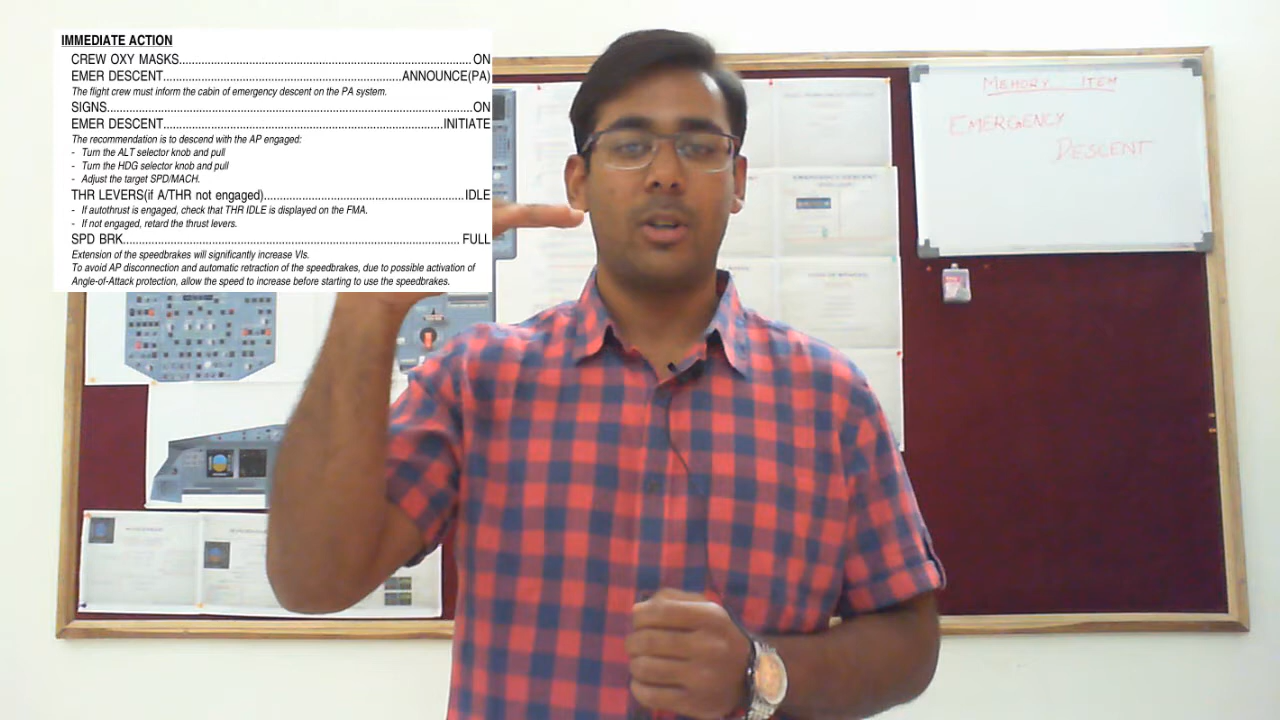 IMMEDIATE ACTION
CREW OXY MASKS........................................................................ON
EMER DESCENT.........................................................ANNOUNCE(PA)
The flight crew must inform the cabin of emergency descent on the PA system.
SIGNS.........................................................................................ON
EMER DESCENT....................................................................INITIATE
The recommendation is to descend with the AP engaged:
- Turn the ALT selector knob and pull
- Turn the HDG selector knob and pull
- Adjust the target SPD/MACH.
THR LEVERS(if A/THR not engaged)................................................IDLE
- If autothrust is engaged, check that THR IDLE is displayed on the FMA.
- If not engaged, retard the thrust levers.
SPD BRK................................................................................. FULL
Extension of the speedbrakes will significantly increase V/s.
To avoid AP disconnection and automatic retraction of the speedbrakes, due to possible activation of
Angle-of-Attack protection, allow the speed to increase before starting to use the speedbrakes.
MEMORY ITEM
EMERGENCY
DESCENT